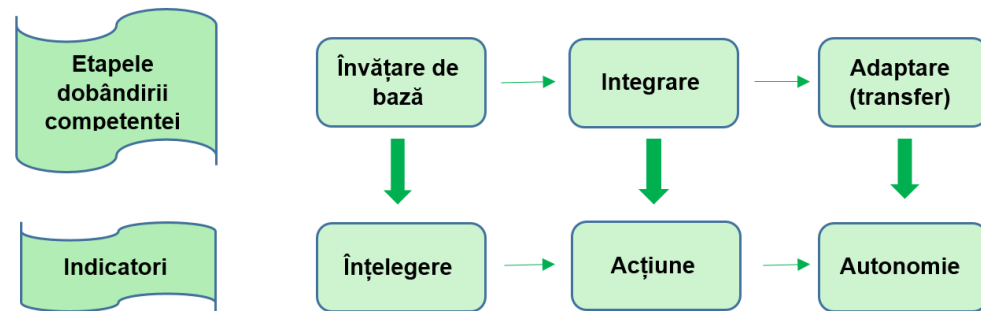 Etapele
dobândirii
competentei
Învățare de
bază
Integrare
Adaptare
(transfer)
Indicatori
Înțelegere
Acțiune
Autonomie